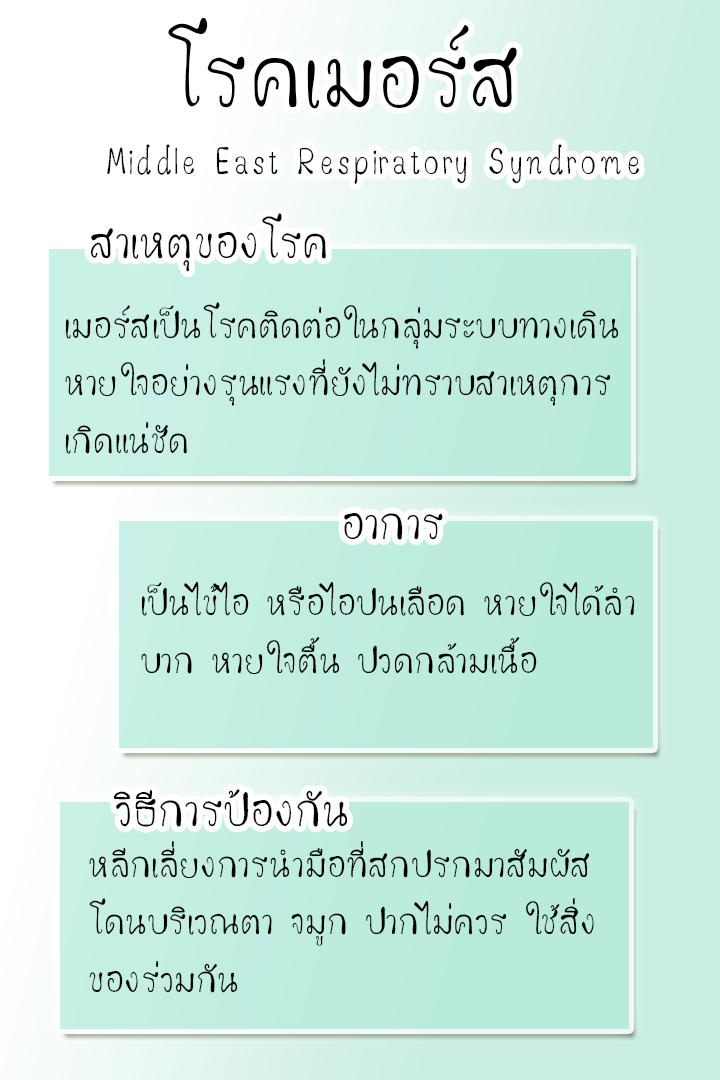 โรคเมอร์ส
Middle East Respiratory Syndrome
สาเหตุของโรค
เมอร์สเป็นโรคติดต่อในกลุ่มระบบทางเดิน
หายใจอย่างรุนแรงที่ยังไม่ทราบสาเหตุการ
เกิดแน่ชัด
อาการ
เป็นไข้ไอ หรือไอปนเลือด หายใจได้ลำ
บาก หายใจตื้น ปวดกล้ามเนื้อ
วิธีการป้องกัน
หลีกเลี่ยงการนำมือที่สกปรกมาสัมผัส
โดนบริเวณตา จมูก ปากไม่ควร ใช้สิ่ง
ของร่วมกัน